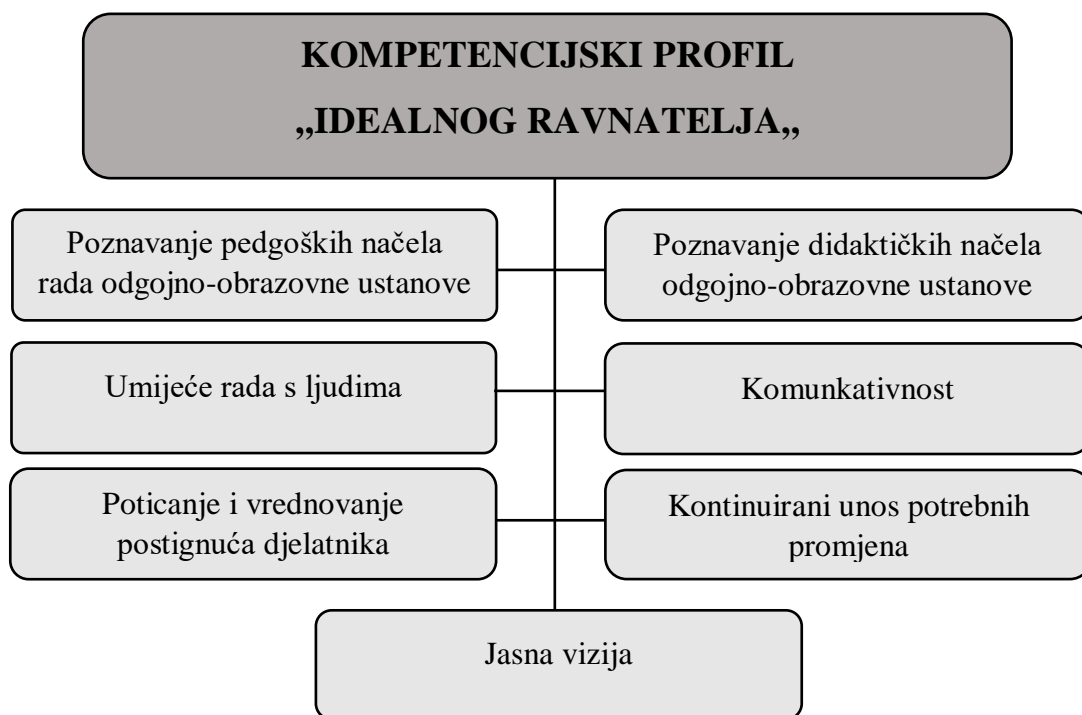 KOMPETENCIJSKI PROFIL
„IDEALNOG RAVNATELJA„
Poznavanje pedgoških načela
rada odgojno-obrazovne ustanove
Poznavanje didaktičkih načela
odgojno-obrazovne ustanove
Umijeće rada s ljudima
Komunkativnost
Poticanje i vrednovanje
postignuća djelatnika
Kontinuirani unos potrebnih
promjena
Jasna vizija